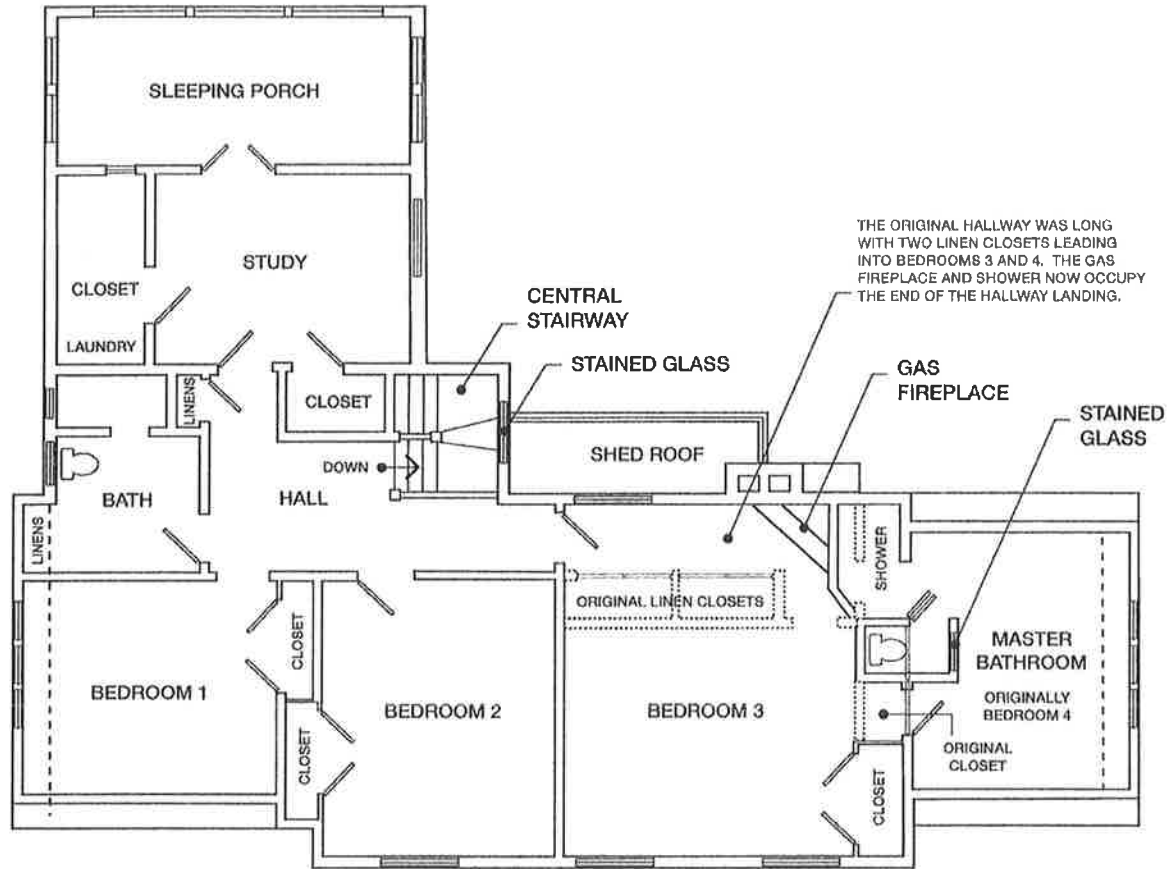 SLEEPING PORCH
THE ORIGINAL HALLWAY WAS LONG
WITH TWO LINEN CLOSETS LEADING
INTO BEDROOMS 3 AND 4. THE GAS
FIREPLACE AND SHOWER NOW OCCUPY
THE END OF THE HALLWAY LANDING.
STUDY
CLOSET
LAUNDRY
CENTRAL
STAIRWAY
STAINED GLASS
GAS
FIREPLACE
STAINED
GLASS
LINENS
CLOSET
SHED ROOF
DOWN
BATH
HALL
LINENS
SHOWER
ORIGINAL LINEN CLOSETS
CLOSET
MASTER
BATHROOM
ORIGINALLY
BEDROOM 4
BEDROOM 1
BEDROOM 2
BEDROOM 3
CLOSET
ORIGINAL
CLOSET
CLOSET